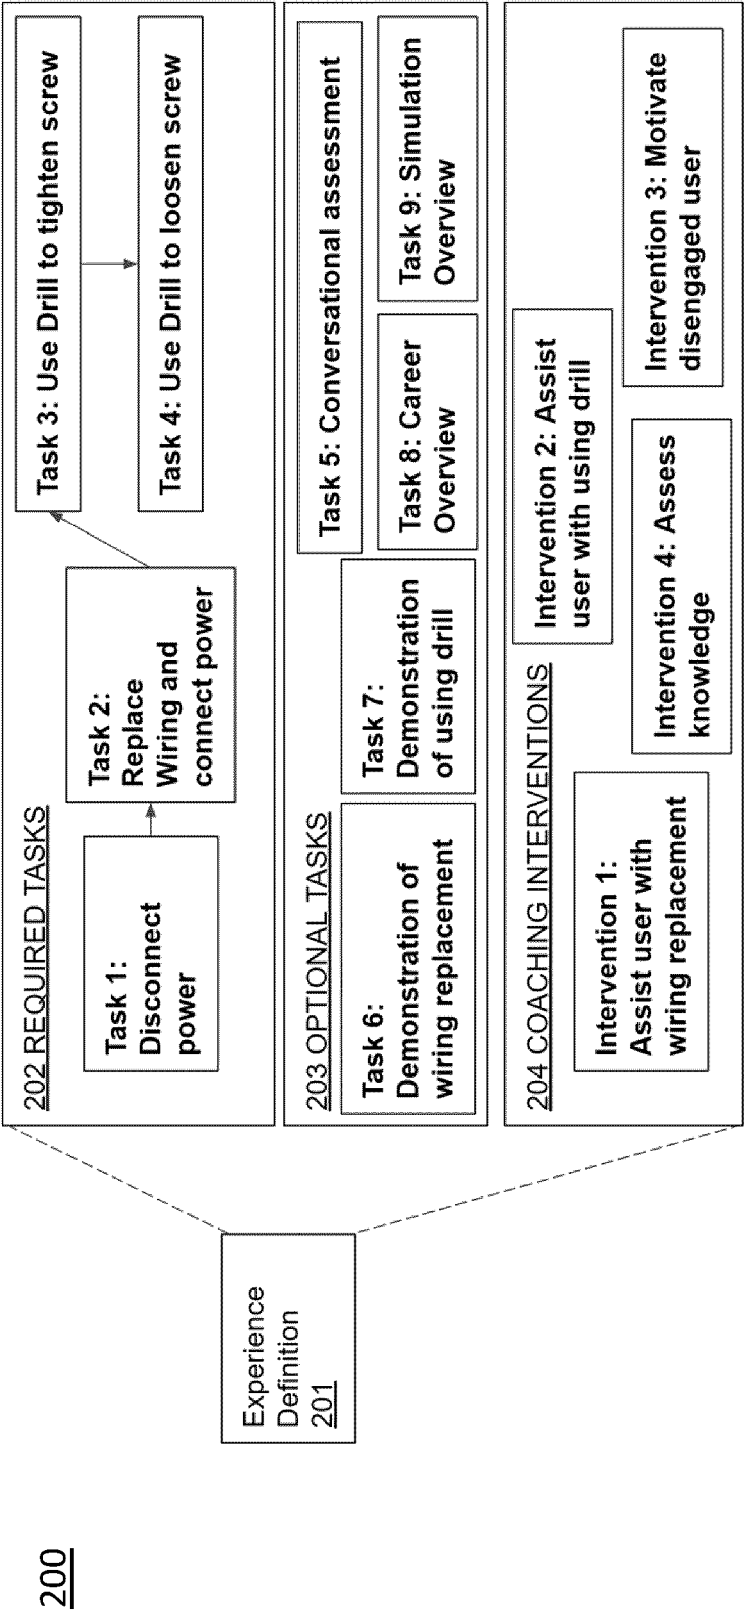 200
Experience
Definition
201
202 REQUIRED TASKS
Task 1:
Disconnect
power
Task 2:
Replace
Wiring and
connect power
Task 3: Use Drill to tighten screw
Task 4: Use Drill to loosen screw
203 OPTIONAL TASKS
Task 5: Conversational assessment
Task 6:
Demonstration of
wiring replacement
Task 7:
Demonstration
of using drill
Task 8: Career
Overview
Task 9: Simulation
Overview
204 COACHING INTERVENTIONS
Intervention 1:
Assist user with
wiring replacement
Intervention 2: Assist
user with using drill
Intervention 4: Assess
knowledge
Intervention 3: Motivate
disengaged user